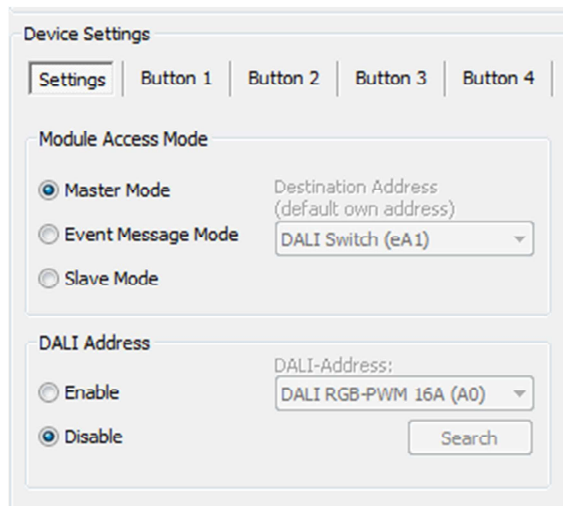 Device Settings
Settings Button 1 Button 2 Button 3 Button 4
Module Access Mode
Master Mode
Destination Address
(default own address)
Event Message Mode
DALI Switch (eA1)
Slave Mode
DALI Address
DALI-Address:
Enable
DALI RGB-PWM 16A (A0)
Disable
Search